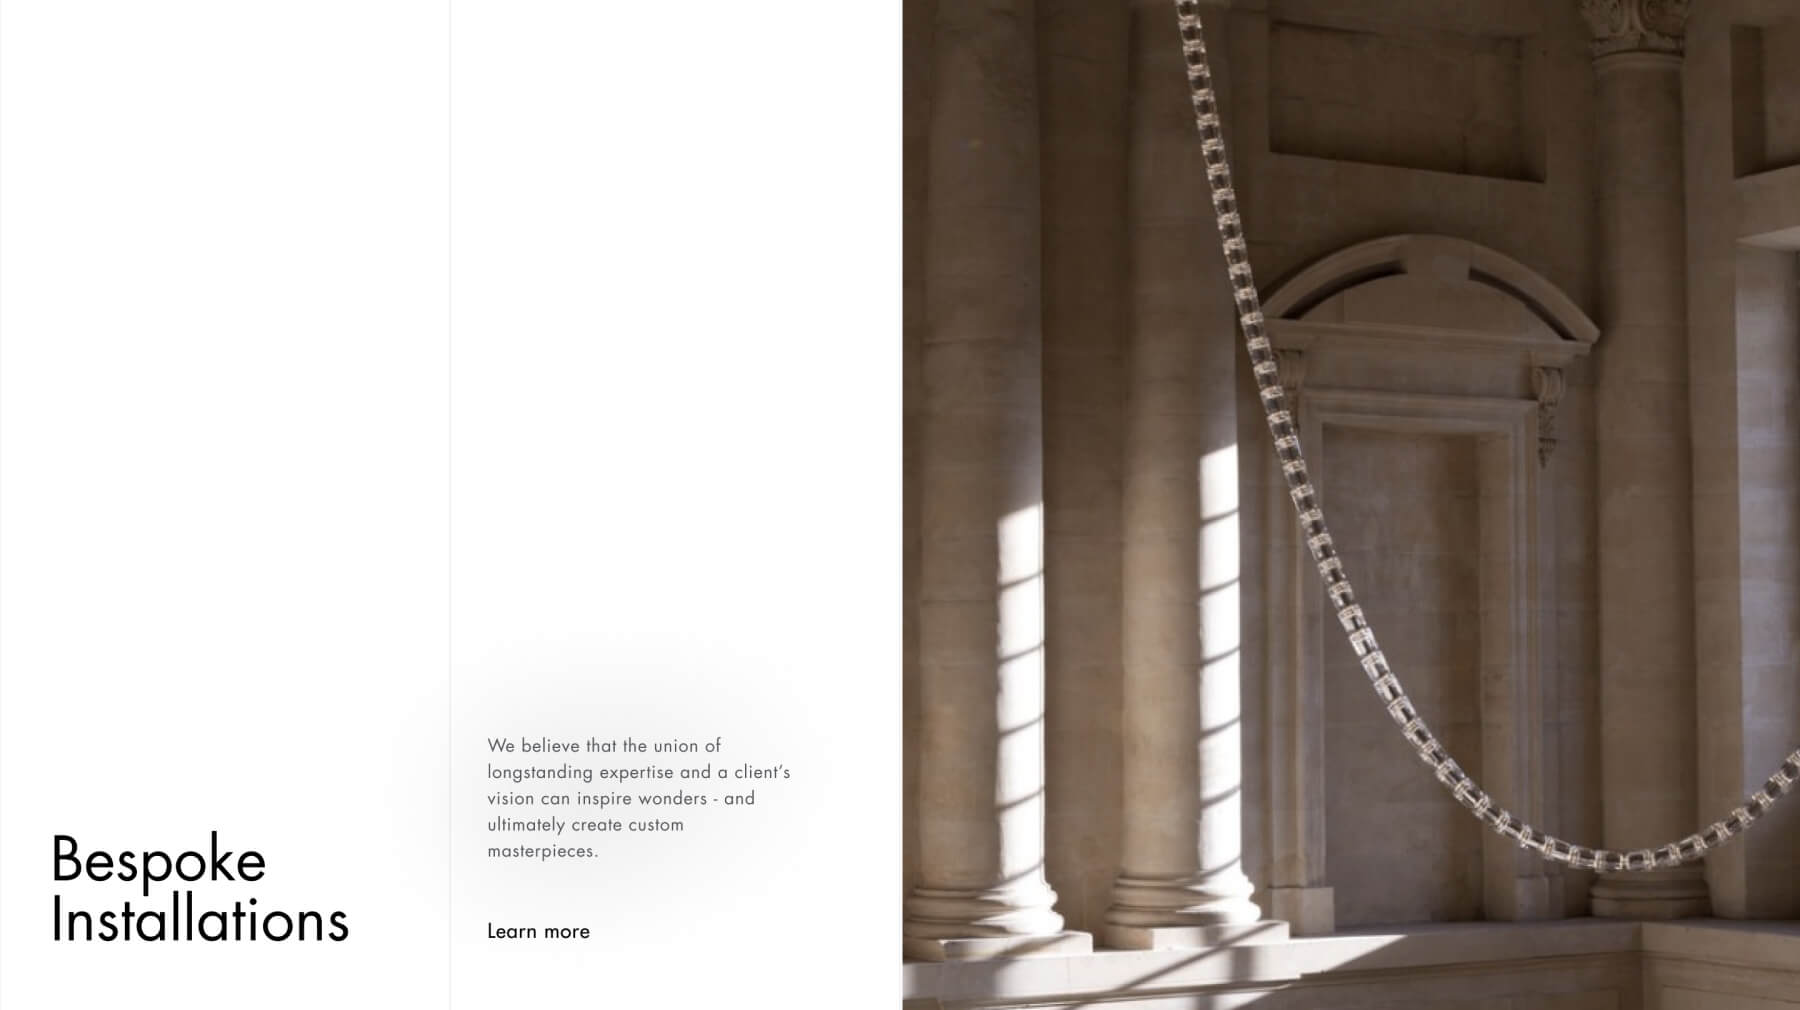 Bespoke
Installations
We believe that the union of
longstanding expertise and a client’s
vision can inspire wonders - and
ultimately create custom
masterpieces.
Learn more